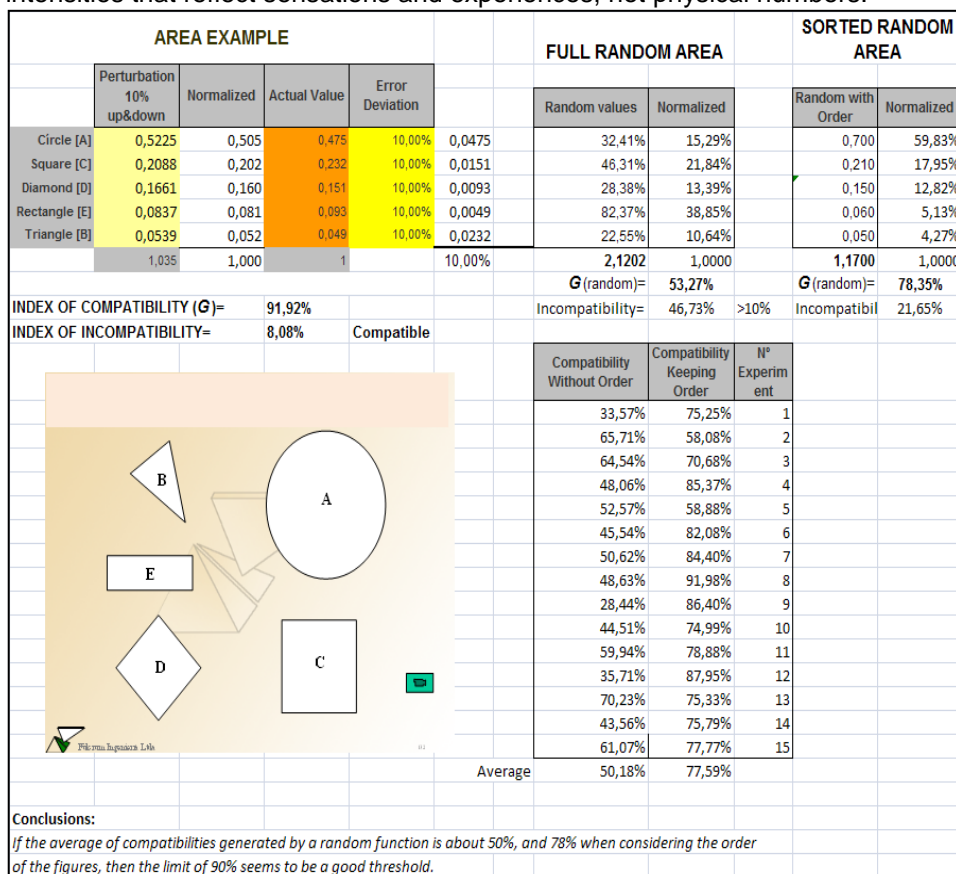 intensities that reflect sensations and experiences, not physical numbers.
AREA EXAMPLE
FULL RANDOM AREA
SORTED RANDOM AREA
Perturbation 10% up&down Normalized Actual Value Error Deviation Random values Normalized Random with Order Normalized
Circle [A] 0,5225 0,505 0,475 10,00% 0,0475 32,41% 15,29% 0,700 59,83%
Square [C] 0,2088 0,202 0,232 10,00% 0,0151 46,31% 21,84% 0,210 17,95%
Diamond [D] 0,1661 0,160 0,151 10,00% 0,0093 28,38% 13,39% 0,150 12,82%
Rectangle [E] 0,0837 0,081 0,093 10,00% 0,0049 82,37% 38,85% 0,060 5,13%
Triangle [B] 0,0539 0,052 0,049 10,00% 0,0232 22,55% 10,64% 0,050 4,27%
1,035 1,000 1 10,00% 2,1202 1,0000 1,1700 1,0000
G(random)= 53,27% G(random)= 78,35%
INDEX OF COMPATIBILITY (G)= 91,92% Incompatibility= 46,73% >10% Incompatibil 21,65%
INDEX OF INCOMPATIBILITY= 8,08% Compatible
Compatibility Without Order Compatibility Keeping Order N° Experim ent
33,57% 75,25% 1
65,71% 58,08% 2
64,54% 70,68% 3
48,06% 85,37% 4
52,57% 58,88% 5
45,54% 82,08% 6
50,62% 84,40% 7
48,63% 91,98% 8
28,44% 86,40% 9
44,51% 74,99% 10
59,94% 78,88% 11
35,71% 87,95% 12
70,23% 75,33% 13
43,56% 75,79% 14
61,07% 77,77% 15
Average 50,18% 77,59%
B
A
E
D
C
Conclusions:
If the average of compatibilities generated by a random function is about 50%, and 78% when considering the order
of the figures, then the limit of 90% seems to be a good threshold.